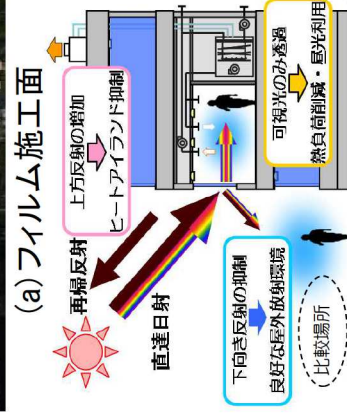 (a) フィルム施工面
再帰反射
直達日射
上方反射の増加
ヒートアイランド抑制
下向き反射の抑制
良好な屋外放射環境
比較場所
可視光のみ透過
熱負荷削減・昼光利用